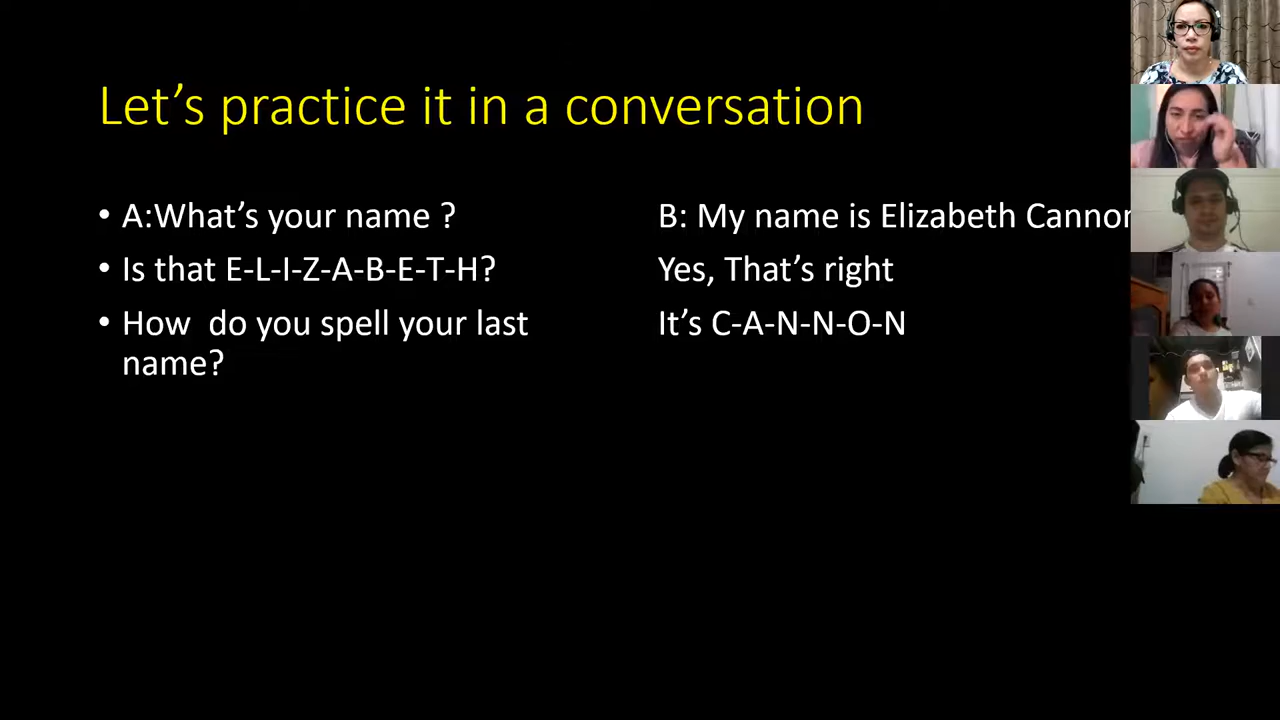 Let's practice it in a conversation
• A:What's your name ?
B: My name is Elizabeth Cannon
• Is that E-L-I-Z-A-B-E-T-H?
Yes, That's right
• How  do you spell your last
name?
It's C-A-N-N-O-N